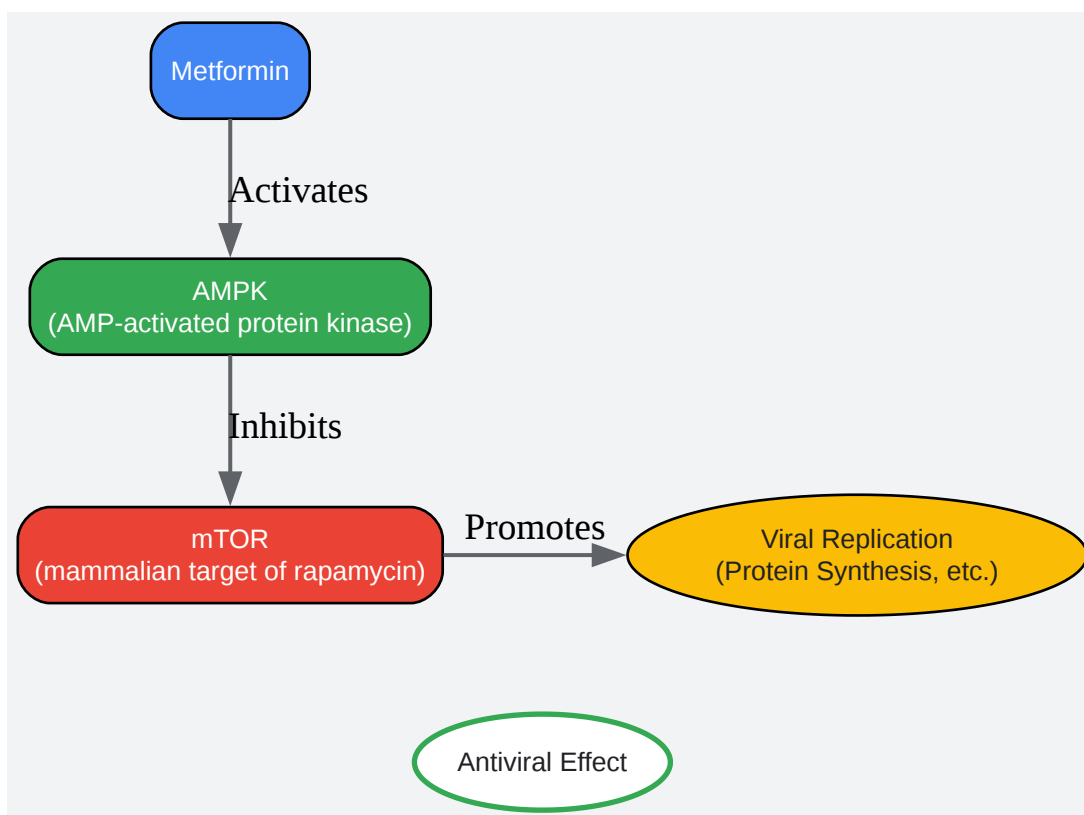 Metformin
Activates
AMPK
(AMP-activated protein kinase)
Inhibits
mTOR
(mammalian target of rapamycin)
Promotes
Viral Replication
(Protein Synthesis, etc.)
Antiviral Effect